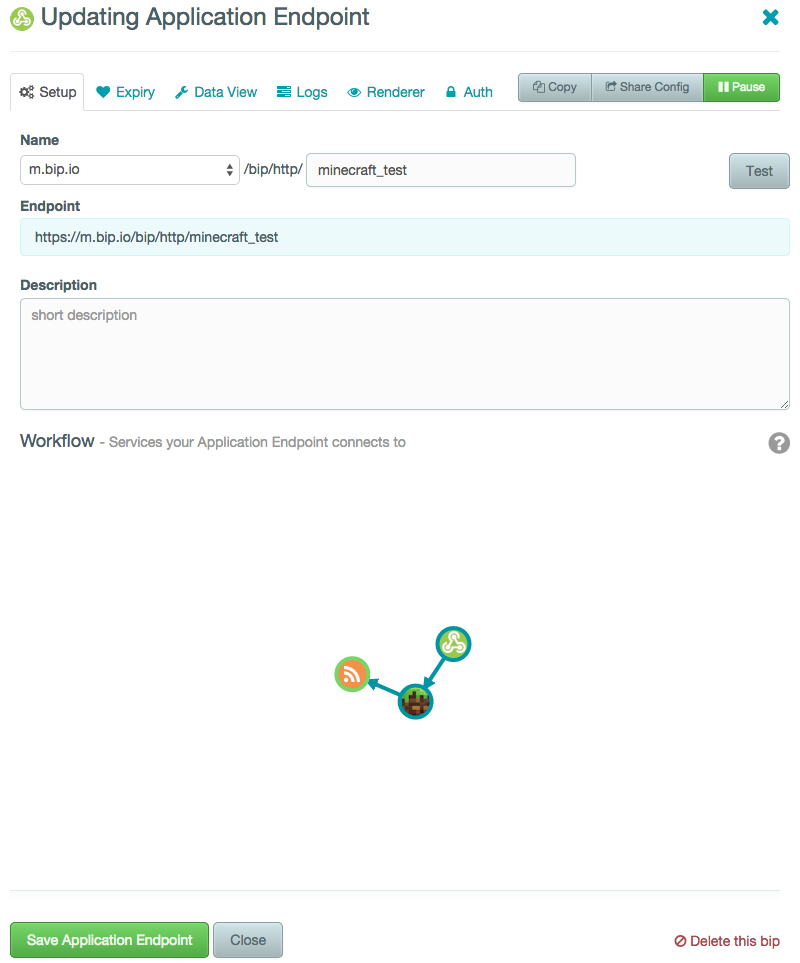 Updating Application Endpoint
Setup Expiry Data View Logs Renderer Auth Copy Share Config Pause
Name
m.bip.io /bip/http/ minecraft_test Test
Endpoint
https://m.bip.io/bip/http/minecraft_test
Description
short description
Workflow - Services your Application Endpoint connects to
?
Save Application Endpoint Close Delete this bip